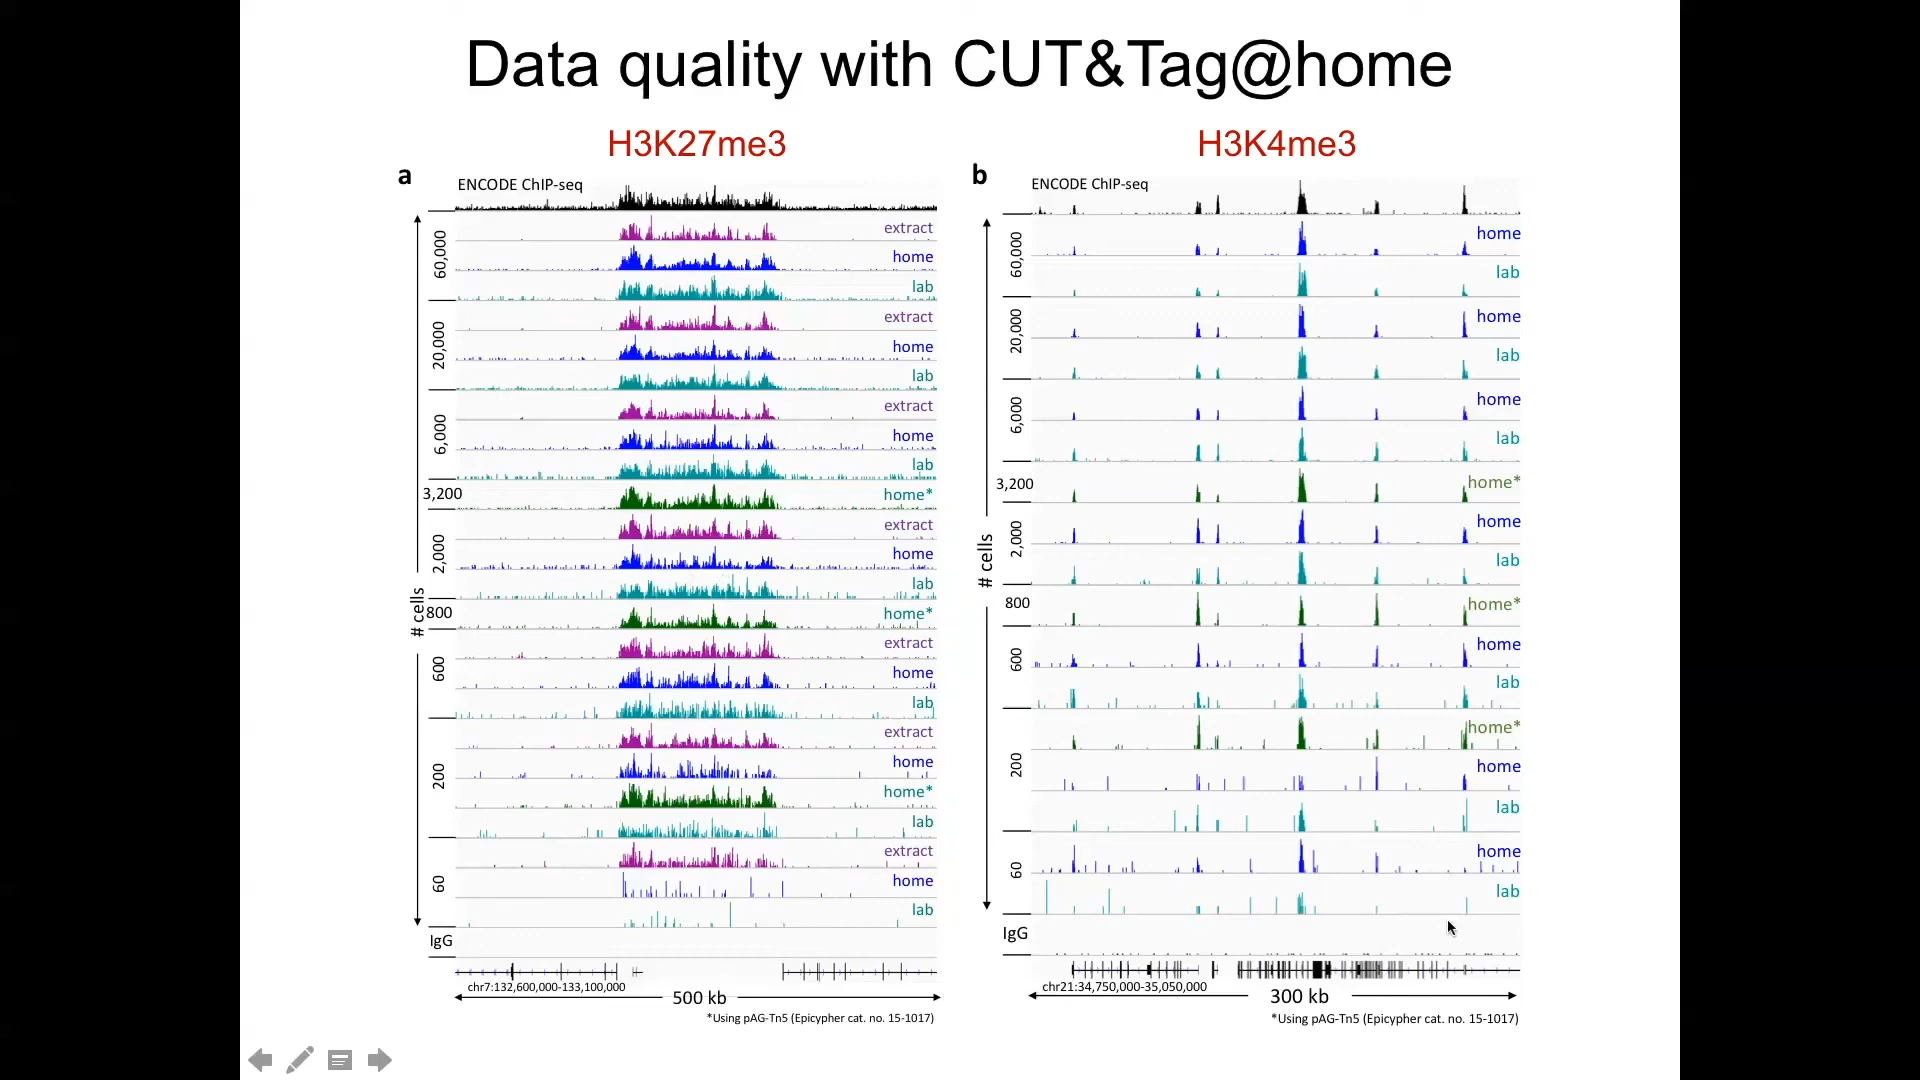 Data quality with CUT&Tag@home
H3K27me3
a
ENCODE ChIP-seq
# cells
60,000
extract
home
lab
20,000
extract
home
lab
6,000
extract
home
lab
3,200
home*
2,000
extract
home
lab
800
home*
600
extract
home
lab
200
extract
home
home*
lab
60
extract
home
lab
IgG
chr7:132,600,000-133,100,000
500 kb
*Using pAG-Tn5 (Epicypher cat. no. 15-1017)
H3K4me3
b
ENCODE ChIP-seq
# cells
60,000
home
lab
20,000
home
lab
6,000
home
lab
3,200
home*
2,000
home
lab
800
home*
600
home
lab
200
home*
home
lab
60
home
lab
IgG
chr21:34,750,000-35,050,000
300 kb
*Using pAG-Tn5 (Epicypher cat. no. 15-1017)